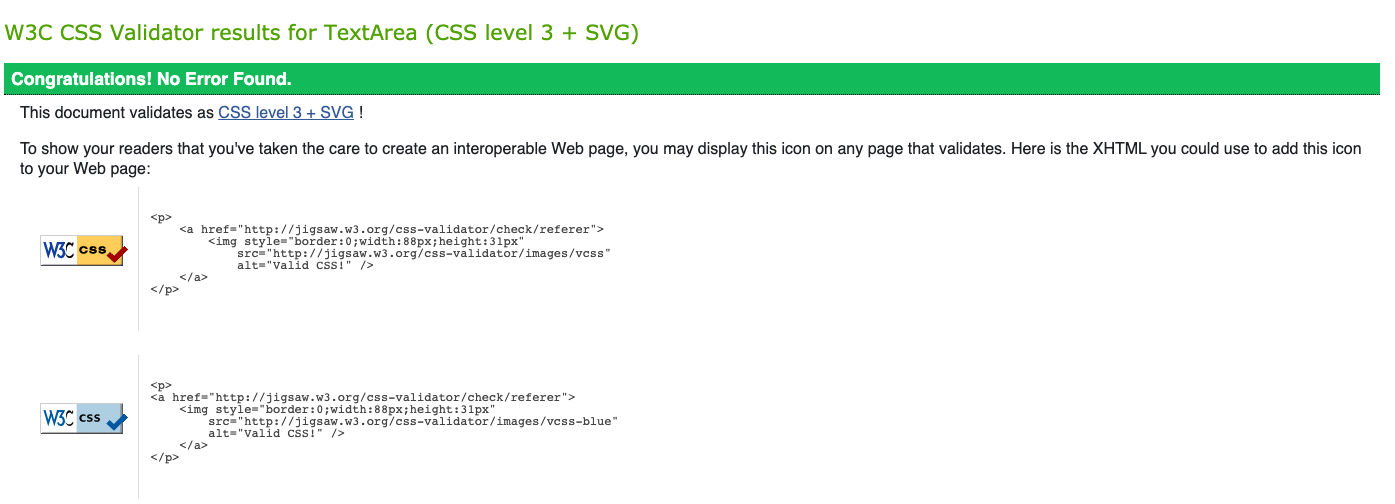 W3C CSS Validator results for TextArea (CSS level 3 + SVG)
Congratulations! No Error Found.
This document validates as CSS level 3 + SVG !
To show your readers that you've taken the care to create an interoperable Web page, you may display this icon on any page that validates. Here is the XHTML you could use to add this icon
to your Web page:
W3C css
<p>
    <a href="http://jigsaw.w3.org/css-validator/check/referer">
        <img style="border:0;width:88px;height:31px"
            src="http://jigsaw.w3.org/css-validator/images/vcss"
            alt="Valid CSS!" />
    </a>
</p>
W3C css
<p>
<a href="http://jigsaw.w3.org/css-validator/check/referer">
    <img style="border:0;width:88px;height:31px"
        src="http://jigsaw.w3.org/css-validator/images/vcss-blue"
        alt="Valid CSS!" />
    </a>
</p>